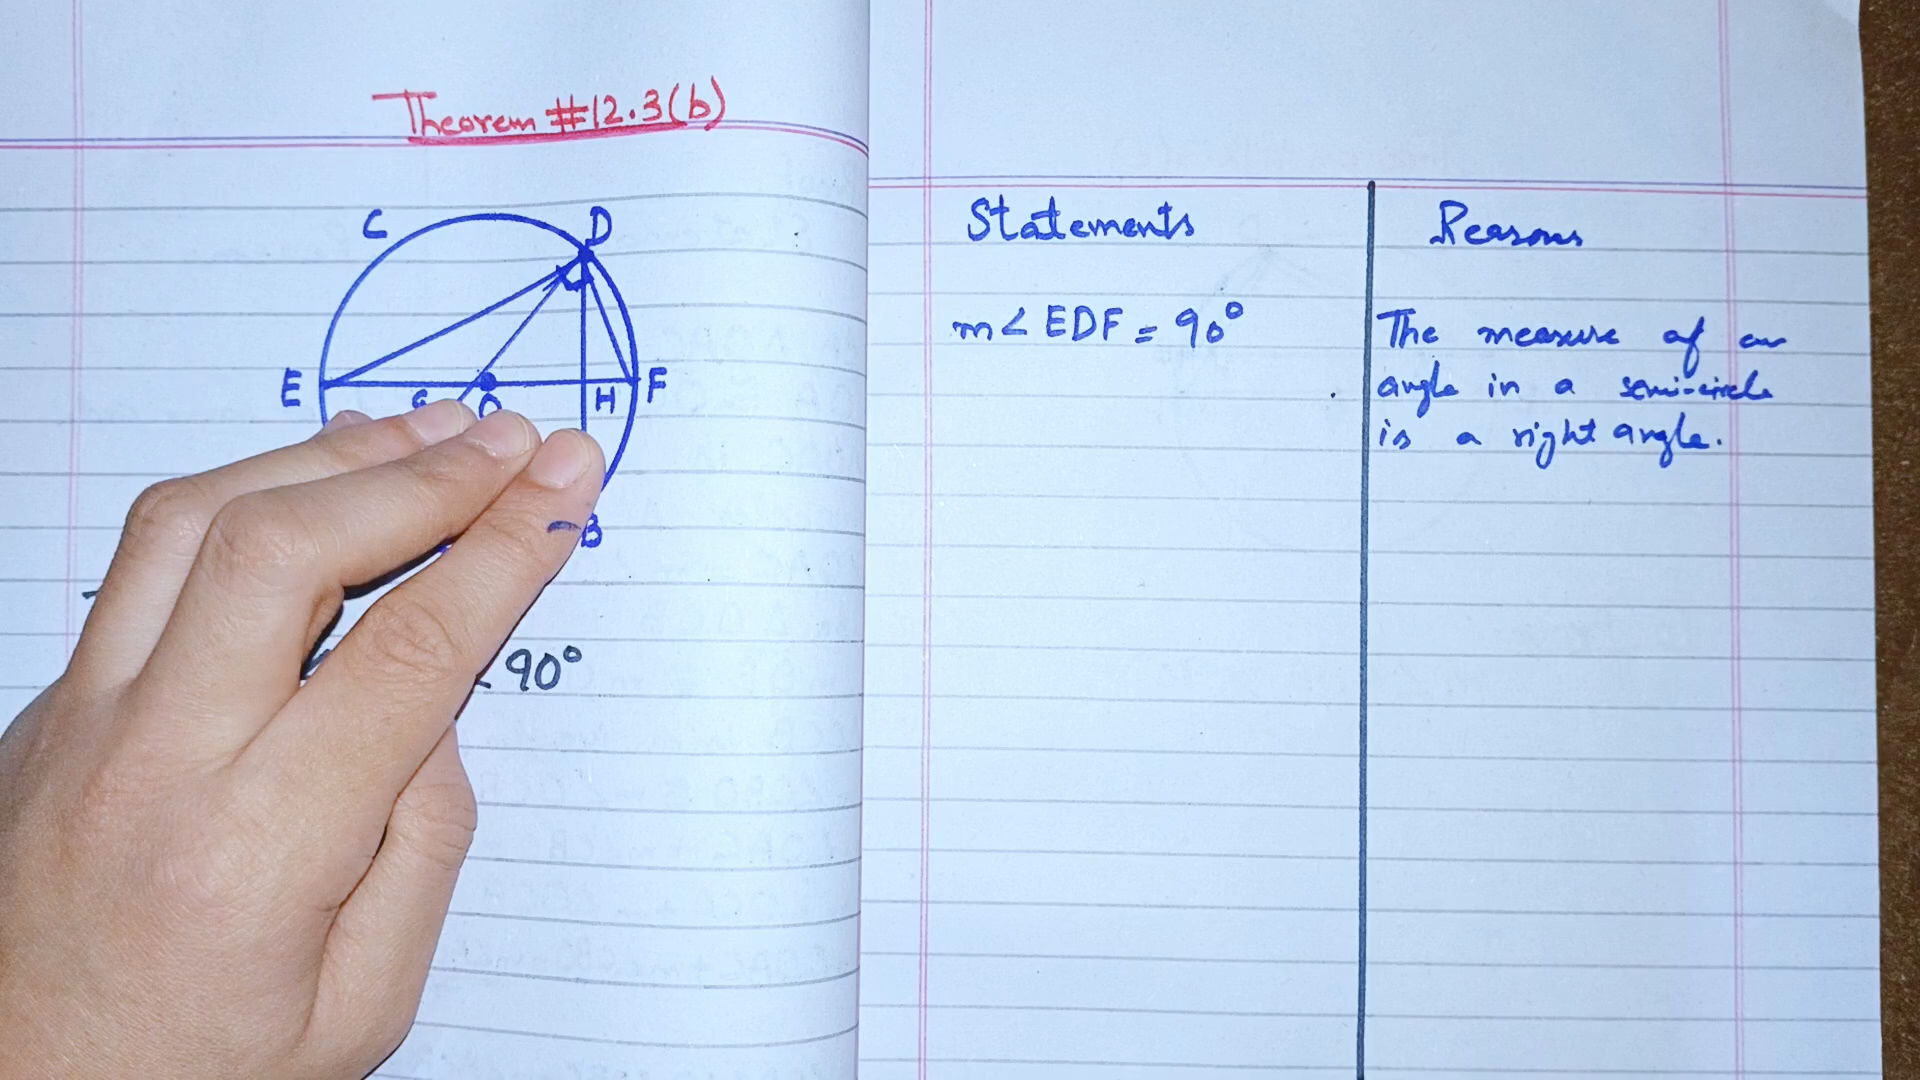 Theorem #12.3(b)
C D
E O H F
B
< 90°
Statements
Reasons
m∠ EDF = 90°
The measure of an
angle in a semi-circle
is a right angle.